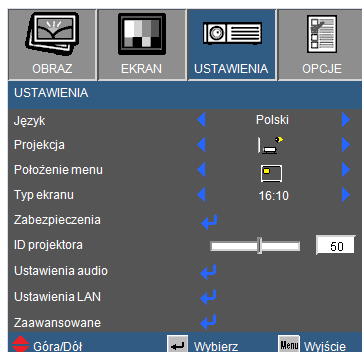 OBRAZ EKRAN USTAWIENIA OPCJE
USTAWIENIA
Język Polski
Projekcja
Położenie menu
Typ ekranu 16:10
Zabezpieczenia
ID projektora 50
Ustawienia audio
Ustawienia LAN
Zaawansowane
Góra/Dół Wybierz Menu Wyjście